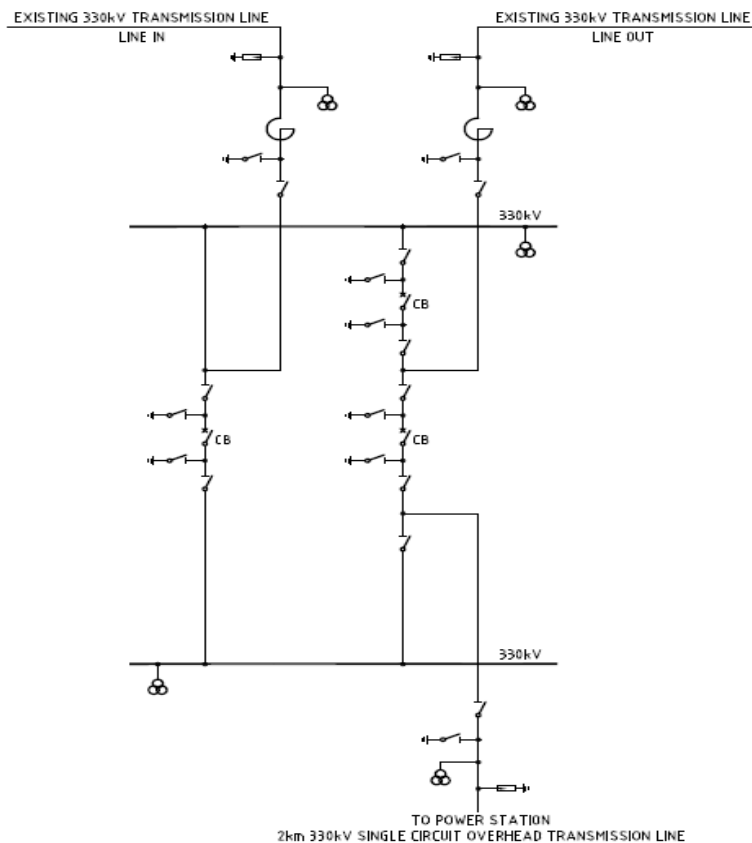 EXISTING 330kV TRANSMISSION LINE
LINE IN
EXISTING 330kV TRANSMISSION LINE
LINE OUT
330kV
CB
CB
CB
330kV
TO POWER STATION
2km 330kV SINGLE CIRCUIT OVERHEAD TRANSMISSION LINE